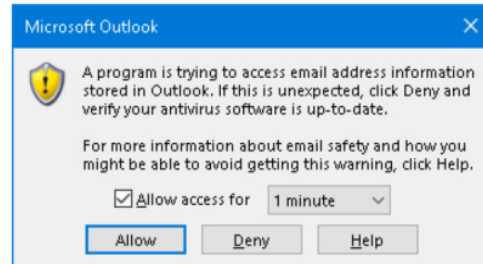 Microsoft Outlook
A program is trying to access email address information
stored in Outlook. If this is unexpected, click Deny and
verify your antivirus software is up-to-date.
For more information about email safety and how you
might be able to avoid getting this warning, click Help.
Allow access for 1 minute
Allow Deny Help